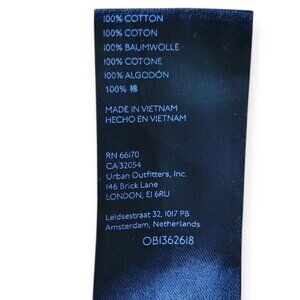 100% COTTON
100% COTON
100% BAUMWOLLE
100% COTONE
100% ALGODÓN
100% 棉
MADE IN VIETNAM
HECHO EN VIETNAM
RN 66170
CA 32054
Urban Outfitters, Inc.
146 Brick Lane
LONDON, E1 6RU
Leidsestraat 32, 1017 PB
Amsterdam, Netherlands
OB1362618